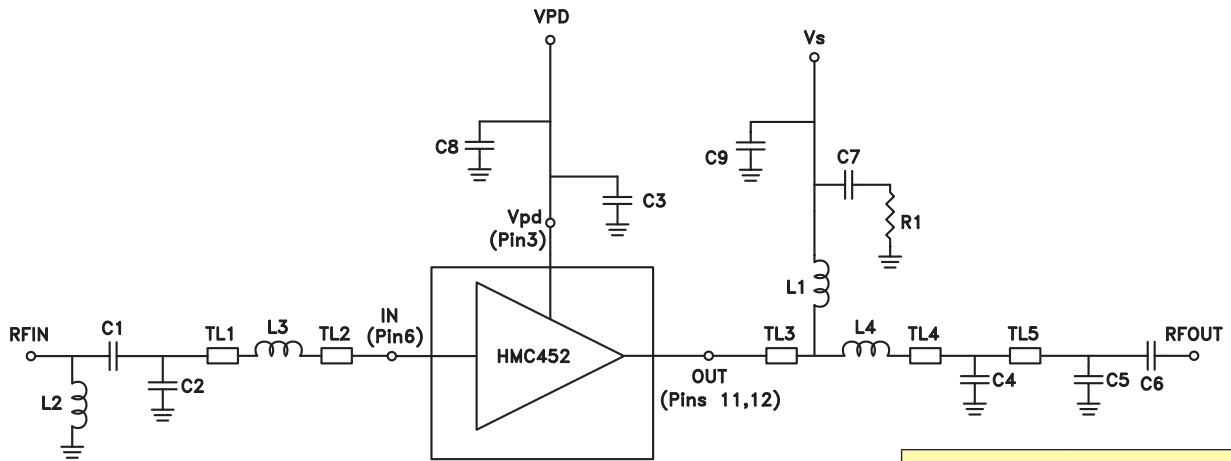 VPD
Vs
C8
C9
C7
C3
Vpd
(Pin3)
R1
L1
RFIN
C1
TL1
L3
TL2
IN
(Pin6)
HMC452
TL3
L4
TL4
TL5
RFOUT
L2
C2
OUT
(Pins 11,12)
C4
C5
C6